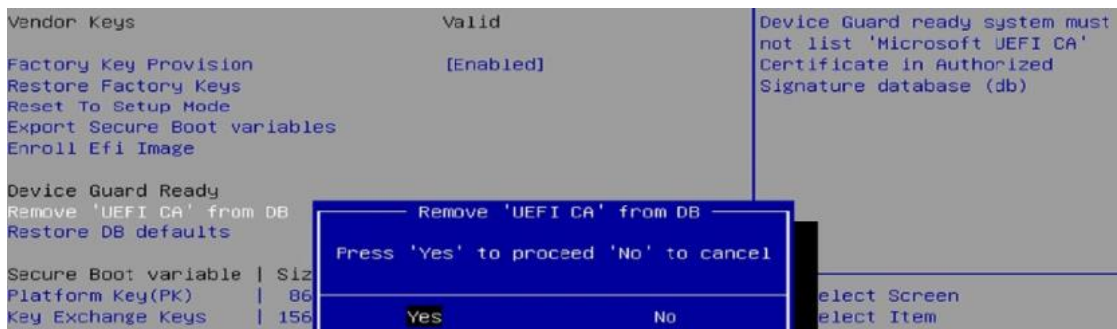 Vendor Keys Valid
Factory Key Provision [Enabled]
Restore Factory Keys
Reset To Setup Mode
Export Secure Boot variables
Enroll Efi Image
Device Guard Ready
Remove 'UEFI CA' from DB
Restore DB defaults
Secure Boot variable | Siz
Platform Key(PK) | 86
Key Exchange Keys | 156
Remove 'UEFI CA' from DB
Press 'Yes' to proceed 'No' to cancel
Yes No
Device Guard ready system must
not list 'Microsoft UEFI CA'
Certificate in Authorized
Signature database (db)
elect Screen
elect Item